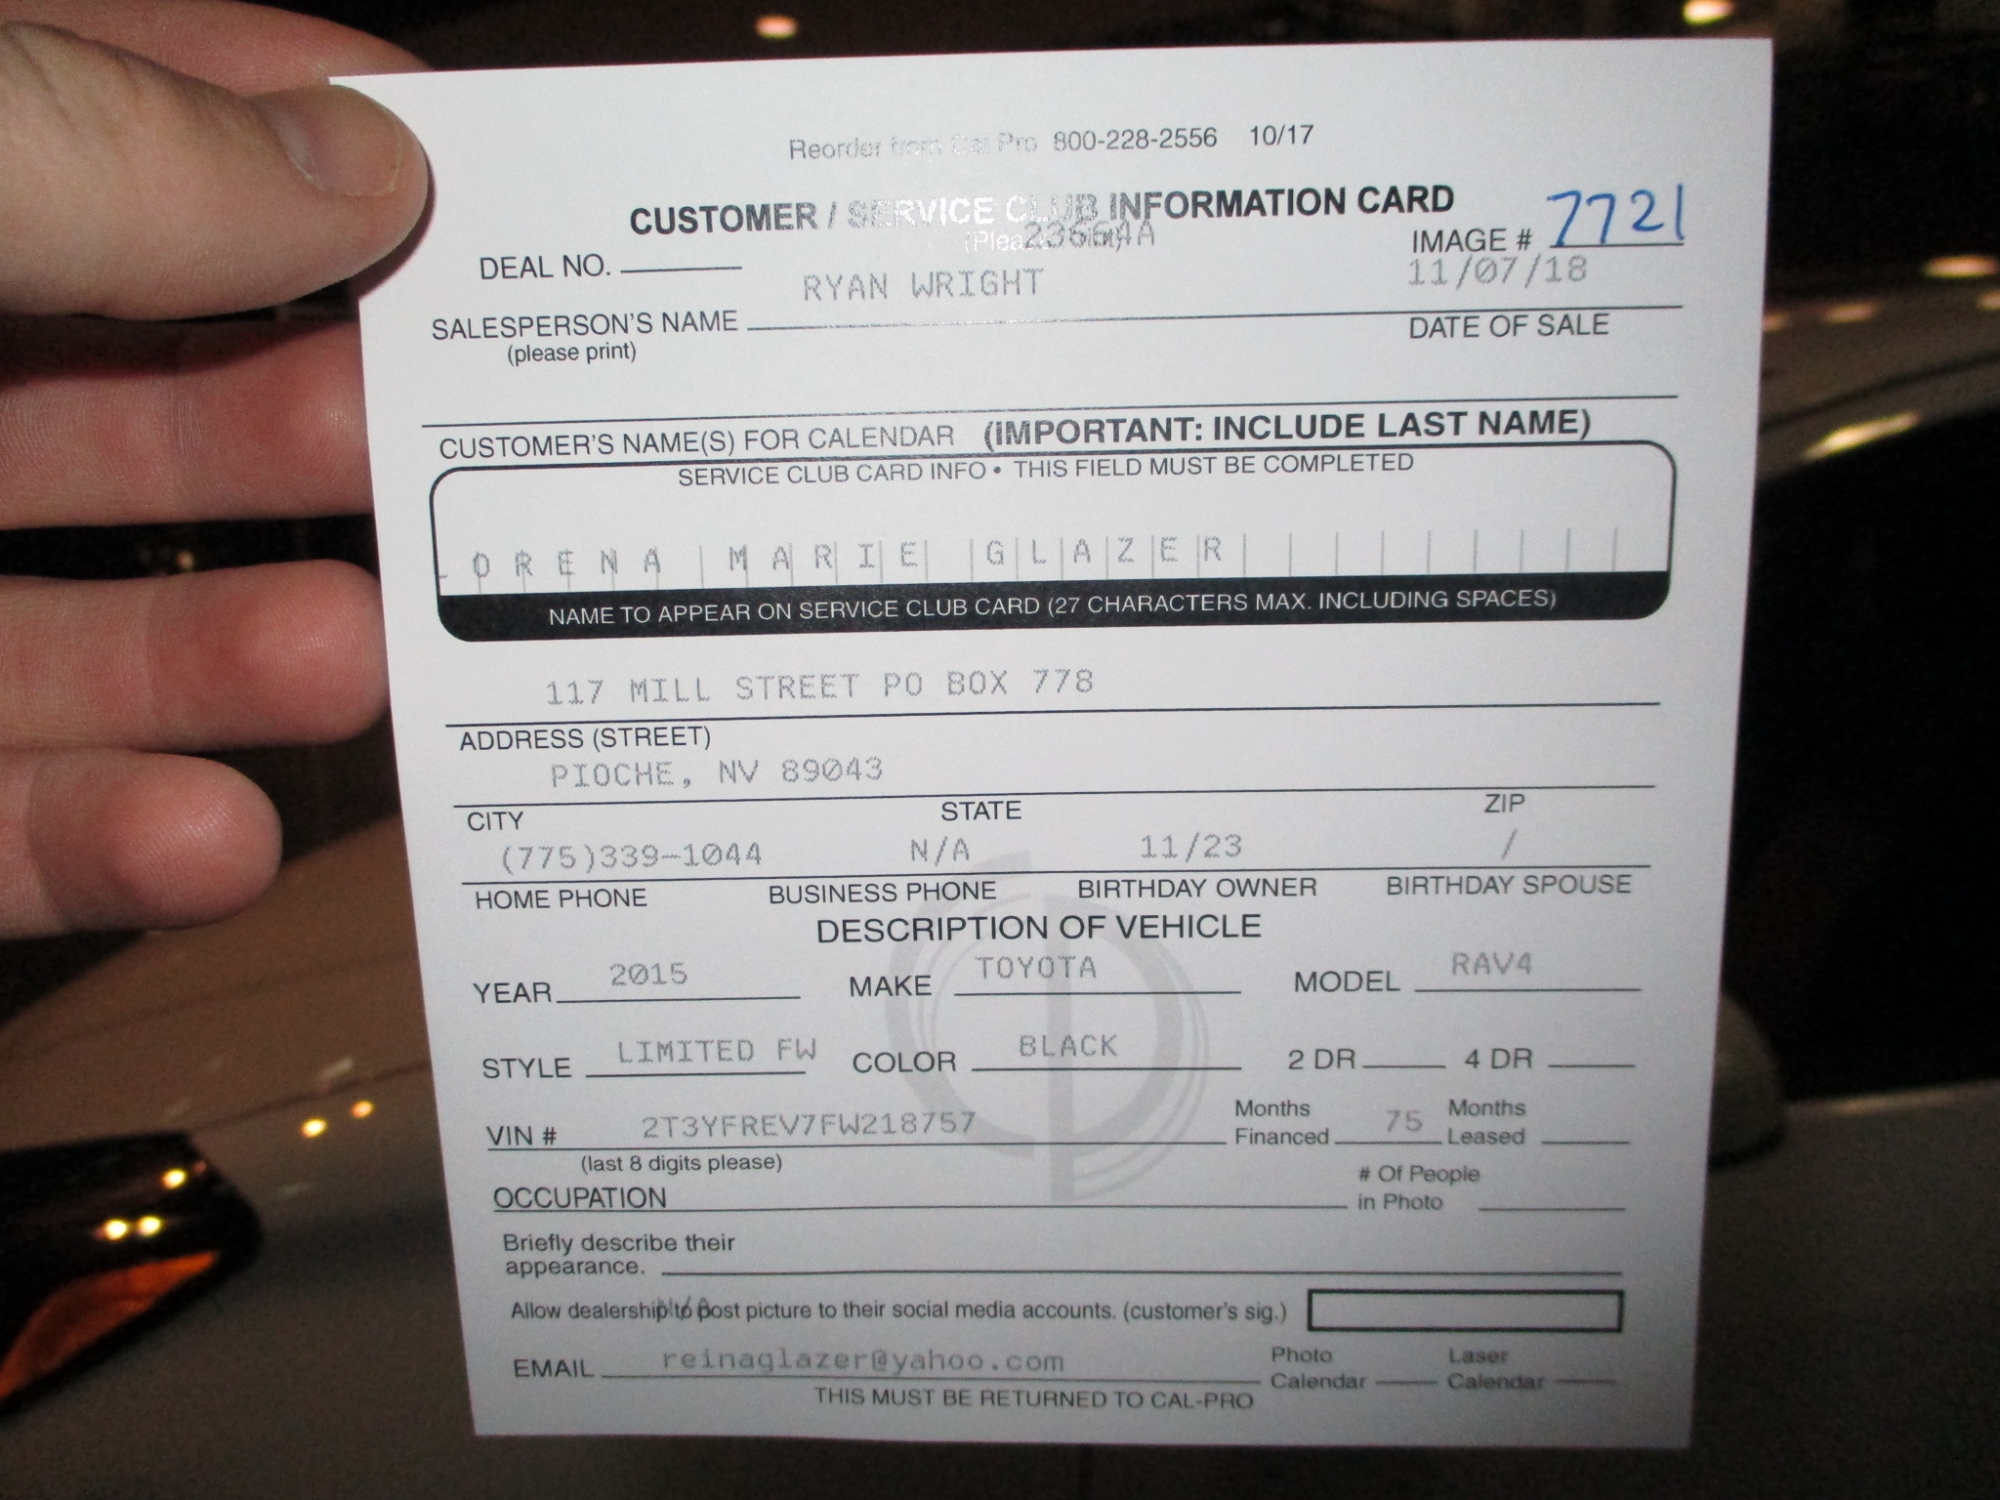 Reorder from Cal Pro 800-228-2556 10/17
CUSTOMER / SERVICE CLUB INFORMATION CARD
23664A
IMAGE # 7721
DEAL NO.
RYAN WRIGHT 11/07/18
SALESPERSON'S NAME DATE OF SALE
(please print)
CUSTOMER'S NAME(S) FOR CALENDAR (IMPORTANT: INCLUDE LAST NAME)
SERVICE CLUB CARD INFO • THIS FIELD MUST BE COMPLETED
ORENA MARIE GLAZER
NAME TO APPEAR ON SERVICE CLUB CARD (27 CHARACTERS MAX. INCLUDING SPACES)
117 MILL STREET PO BOX 778
ADDRESS (STREET)
PIOCHE, NV 89043
CITY STATE ZIP
(775)339-1044 N/A 11/23 /
HOME PHONE BUSINESS PHONE BIRTHDAY OWNER BIRTHDAY SPOUSE
DESCRIPTION OF VEHICLE
YEAR 2015 MAKE TOYOTA MODEL RAV4
STYLE LIMITED FW COLOR BLACK 2 DR 4 DR
VIN # 2T3YFREV7FW218757 Months Financed 75 Months Leased
(last 8 digits please)
OCCUPATION # Of People in Photo
Briefly describe their
appearance.
Allow dealership to post picture to their social media accounts. (customer's sig.)
N/A
EMAIL reinaglazer@yahoo.com Photo Calendar Laser Calendar
THIS MUST BE RETURNED TO CAL-PRO